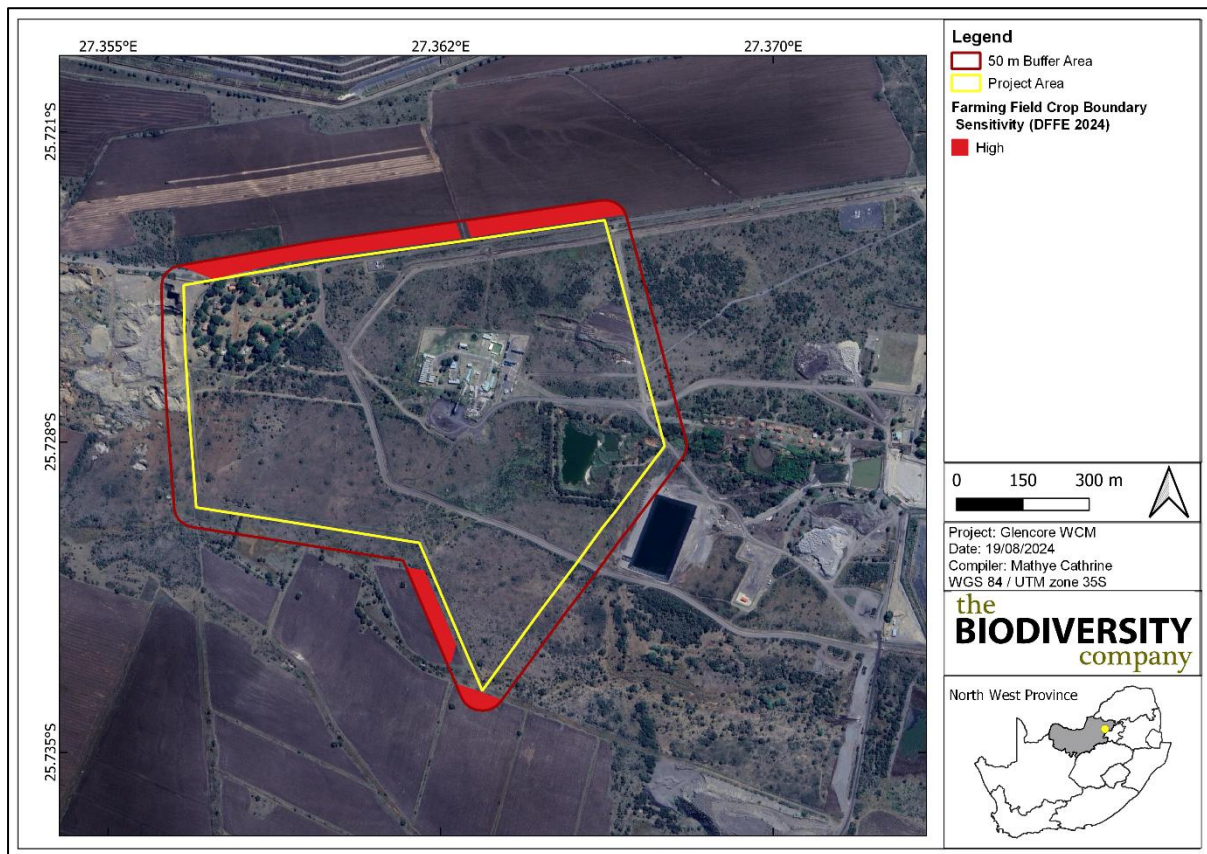 27.355°E
27.362°E
27.370°E
25.721°S
25.728°S
25.735°S
Legend
50 m Buffer Area
Project Area
Farming Field Crop Boundary
Sensitivity (DFFE 2024)
High
0 150 300 m
Project: Glencore WCM
Date: 19/08/2024
Compiler: Mathye Cathrine
WGS 84 / UTM zone 35S
the
BIODIVERSITY
company
North West Province